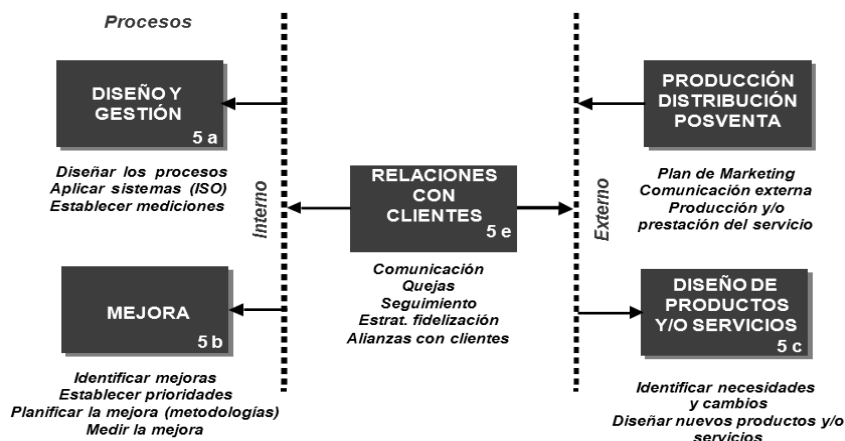 Procesos
DISEÑO Y
GESTIÓN
5 a
Diseñar los procesos
Aplicar sistemas (ISO)
Establecer mediciones
MEJORA
5 b
Identificar mejoras
Establecer prioridades
Planificar la mejora (metodologías)
Medir la mejora
Interno
RELACIONES
CON
CLIENTES
5 e
Comunicación
Quejas
Seguimiento
Estrat. fidelización
Alianzas con clientes
Externo
PRODUCCIÓN
DISTRIBUCIÓN
POSVENTA
Plan de Marketing
Comunicación externa
Producción y/o
prestación del servicio
DISEÑO DE
PRODUCTOS
Y/O SERVICIOS
5 c
Identificar necesidades
y cambios
Diseñar nuevos productos y/o
servicios